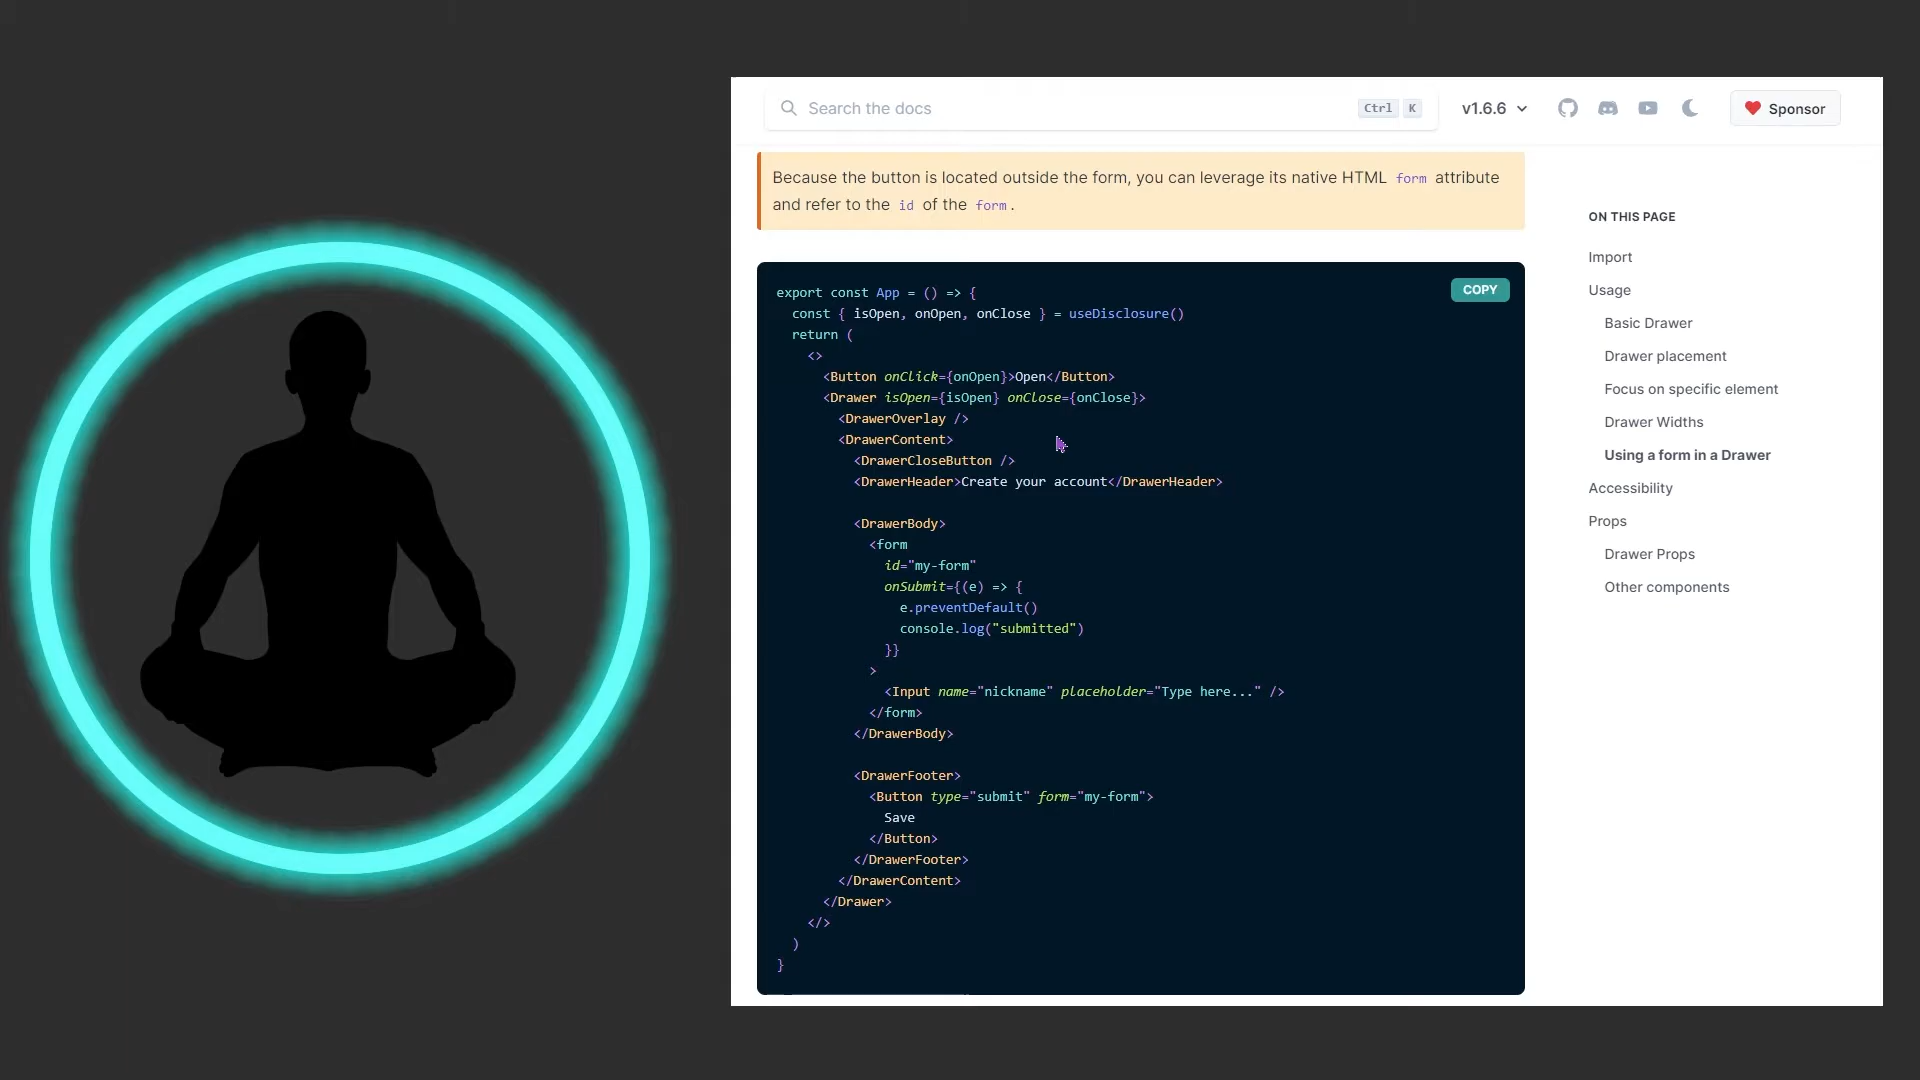 Search the docs
Ctrl K
v1.6.6
Sponsor
Because the button is located outside the form, you can leverage its native HTML form attribute
and refer to the id of the form.
COPY
export const App = () => {
  const { isOpen, onOpen, onClose } = useDisclosure()
  return (
    <>
      <Button onClick={onOpen}>Open</Button>
      <Drawer isOpen={isOpen} onClose={onClose}>
        <DrawerOverlay />
        <DrawerContent>
          <DrawerCloseButton />
          <DrawerHeader>Create your account</DrawerHeader>

          <DrawerBody>
            <form
              id="my-form"
              onSubmit={(e) => {
                e.preventDefault()
                console.log("submitted")
              }}
            >
              <Input name="nickname" placeholder="Type here..." />
            </form>
          </DrawerBody>

          <DrawerFooter>
            <Button type="submit" form="my-form">
              Save
            </Button>
          </DrawerFooter>
        </DrawerContent>
      </Drawer>
    </>
  )
}
ON THIS PAGE
Import
Usage
Basic Drawer
Drawer placement
Focus on specific element
Drawer Widths
Using a form in a Drawer
Accessibility
Props
Drawer Props
Other components